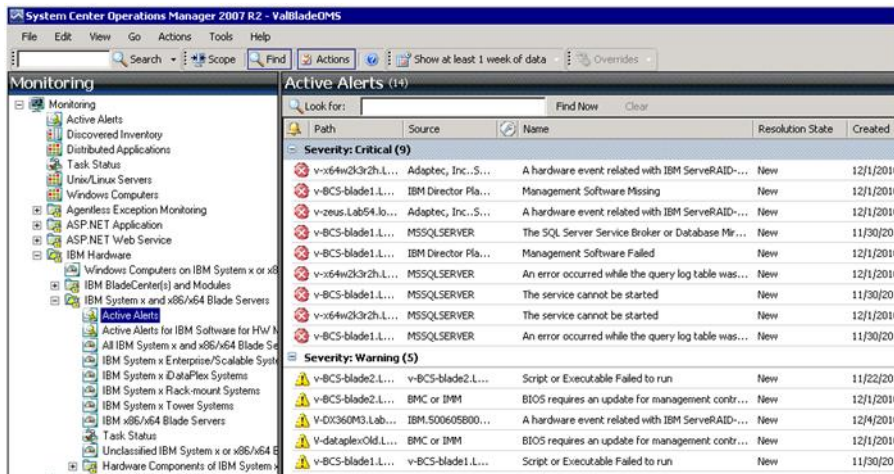 System Center Operations Manager 2007 R2 - ValBladeOMS
File Edit View Go Actions Tools Help
Search Scope Find Actions Show at least 1 week of data Overrides
Monitoring
Monitoring
Active Alerts
Discovered Inventory
Distributed Applications
Task Status
Unix/Linux Servers
Windows Computers
Agentless Exception Monitoring
ASP.NET Application
ASP.NET Web Service
IBM Hardware
Windows Computers on IBM System x or x8
IBM BladeCenter(s) and Modules
IBM System x and x86/x64 Blade Servers
Active Alerts
Active Alerts for IBM Software for HW M
All IBM System x and x86/x64 Blade Se
IBM System x Enterprise/Scalable Syste
IBM System x iDataPlex Systems
IBM System x Rack-mount Systems
IBM System x Tower Systems
IBM x86/x64 Blade Servers
Task Status
Unclassified IBM System x or x86/x64 B
Hardware Components of IBM System x
Active Alerts (14)
Look for: Find Now Clear
Path Source Name Resolution State Created
Severity: Critical (9)
v-x64w2k3r2h.L... Adaptec, Inc..S... A hardware event related with IBM ServeRAID-... New 12/1/201
v-BCS-blade1.L... IBM Director Pla... Management Software Missing New 12/1/201
v-zeus.Lab54.lo... Adaptec, Inc..S... A hardware event related with IBM ServeRAID-... New 12/1/201
v-BCS-blade1.L... MSSQLSERVER The SQL Server Service Broker or Database Mir... New 11/30/20
v-BCS-blade1.L... IBM Director Pla... Management Software Failed New 12/1/201
v-x64w2k3r2h.L... MSSQLSERVER An error occurred while the query log table was... New 12/1/201
v-BCS-blade1.L... MSSQLSERVER The service cannot be started New 11/30/20
v-x64w2k3r2h.L... MSSQLSERVER The service cannot be started New 12/1/201
v-BCS-blade1.L... MSSQLSERVER An error occurred while the query log table was... New 11/30/20
Severity: Warning (5)
v-BCS-blade2.L... v-BCS-blade2.L... Script or Executable Failed to run New 11/22/20
v-BCS-blade2.L... BMC or IMM BIOS requires an update for management contr... New 12/1/201
V-DX360M3.Lab... IBM.500605B00... A hardware event related with IBM ServeRAID-... New 12/4/201
V-dataplexOld.L... BMC or IMM BIOS requires an update for management contr... New 12/1/201
v-BCS-blade1.L... v-BCS-blade1.L... Script or Executable Failed to run New 11/30/20